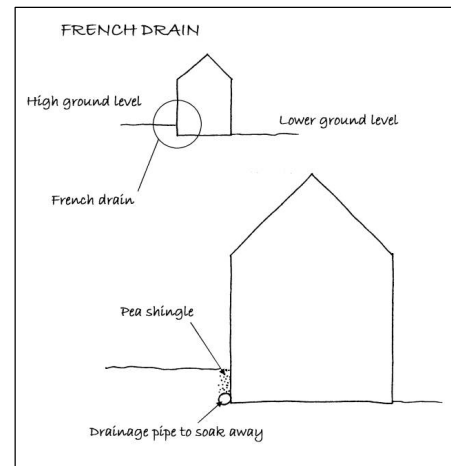 FRENCH DRAIN
High ground level
Lower ground level
French drain
Pea shingle
Drainage pipe to soak away